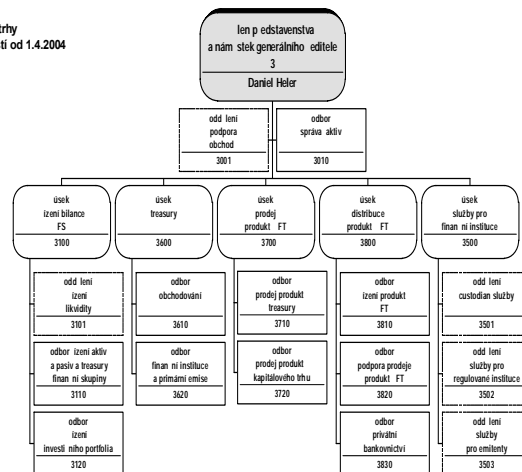 trhy
stí od 1.4.2004
len p edstavenstva
a nám stek generálního editele
3
Daniel Heler
odd lení
podpora
obchod
3001
odbor
správa aktiv
3010
úsek
ízení bilance
FS
3100
úsek
treasury
3600
úsek
prodej
produkt FT
3700
úsek
distribuce
produkt FT
3800
úsek
služby pro
finan ní instituce
3500
odd lení
ízení
likvidity
3101
odbor
obchodování
3610
odbor
prodej produkt
treasury
3710
odbor
ízení produkt
FT
3810
odd lení
custodian služby
3501
odbor ízení aktiv
a pasiv a treasury
finan ní skupiny
3110
odbor
finan ní instituce
a primární emise
3620
odbor
prodej produkt
kapitálového trhu
3720
odbor
podpora prodeje
produkt FT
3820
odd lení
služby pro
regulované instituce
3502
odbor
ízení
investi ního portfolia
3120
odbor
privátní
bankovnictví
3830
odd lení
služby
pro emitenty
3503